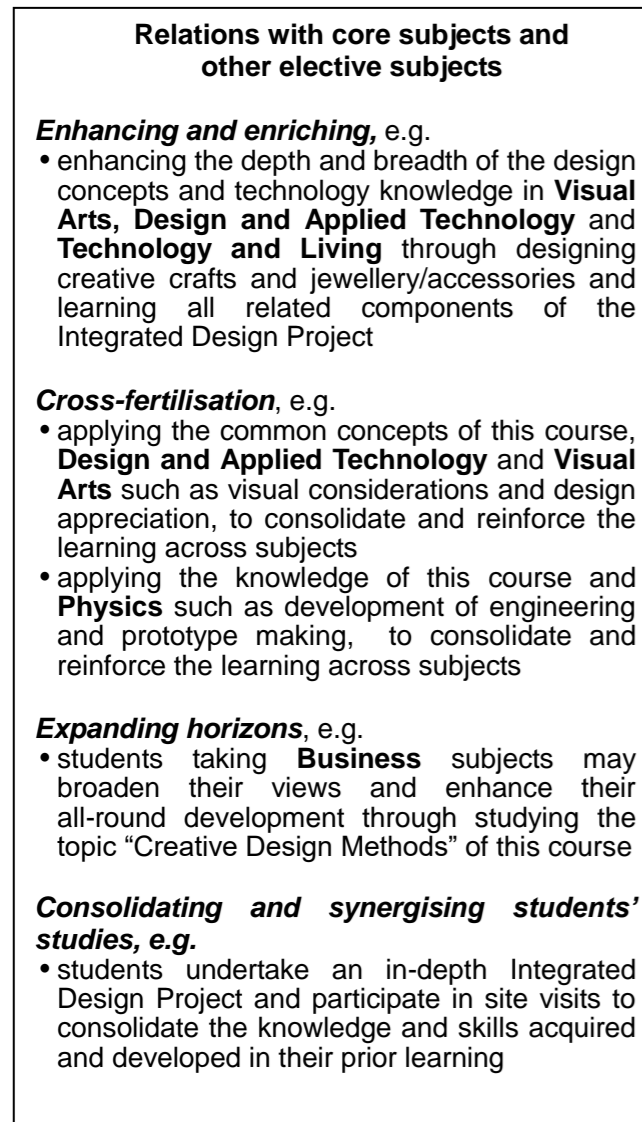 Relations with core subjects and
other elective subjects
Enhancing and enriching, e.g.
• enhancing the depth and breadth of the design
concepts and technology knowledge in Visual
Arts, Design and Applied Technology and
Technology and Living through designing
creative crafts and jewellery/accessories and
learning all related components of the
Integrated Design Project
Cross-fertilisation, e.g.
• applying the common concepts of this course,
Design and Applied Technology and Visual
Arts such as visual considerations and design
appreciation, to consolidate and reinforce the
learning across subjects
• applying the knowledge of this course and
Physics such as development of engineering
and prototype making, to consolidate and
reinforce the learning across subjects
Expanding horizons, e.g.
• students taking Business subjects may
broaden their views and enhance their
all-round development through studying the
topic “Creative Design Methods” of this course
Consolidating and synergising students’
studies, e.g.
• students undertake an in-depth Integrated
Design Project and participate in site visits to
consolidate the knowledge and skills acquired
and developed in their prior learning